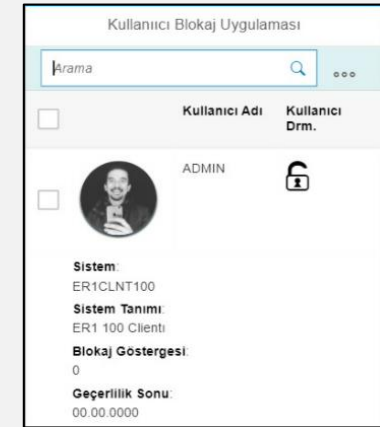 Kullanıcı Blokaj Uygulaması
Arama
Kullanıcı Adı
Kullanıcı
Drm.
ADMIN
Sistem:
ER1CLNT100
Sistem Tanımı:
ER1 100 Clienti
Blokaj Göstergesi:
0
Geçerlilik Sonu:
00.00.0000